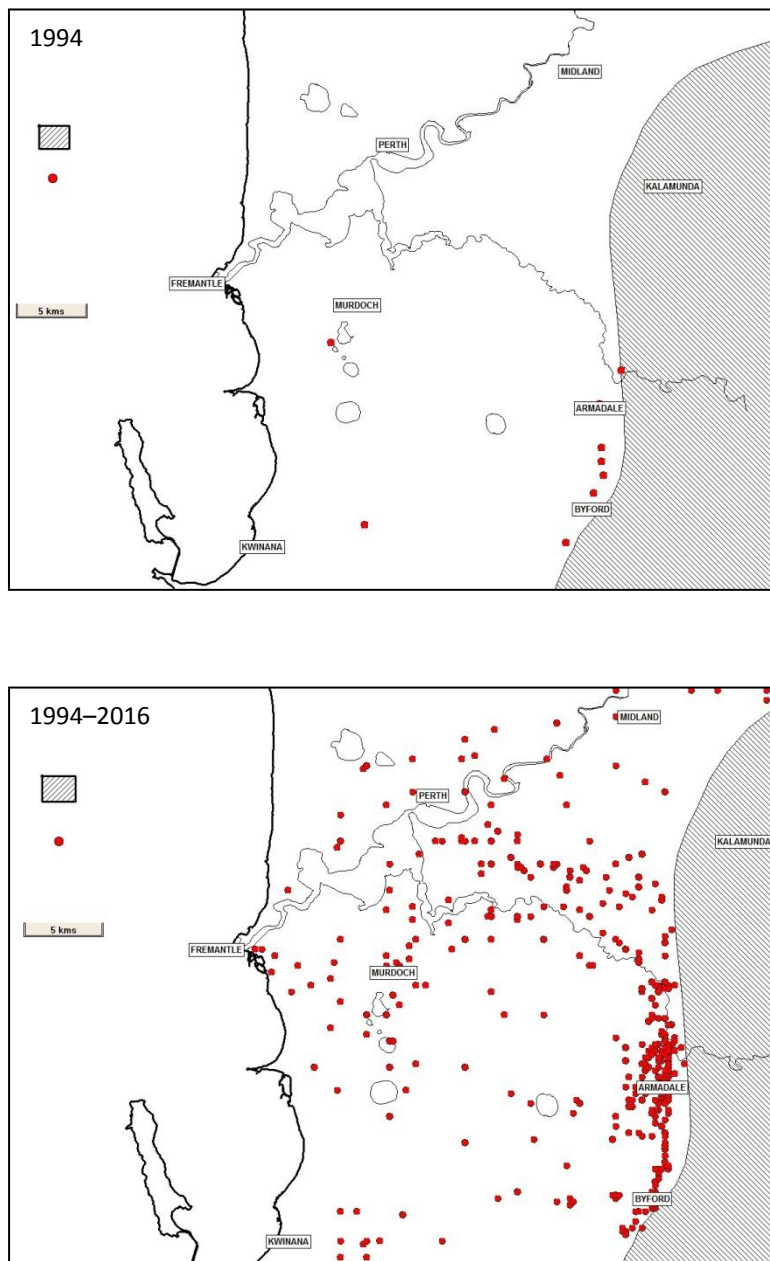 1994
MIDLAND
PERTH
KALAMUNDA
FREMANTLE
5 kms
MURDOCH
ARMADALE
BYFORD
KWINANA
1994–2016
MIDLAND
PERTH
KALAMUNDA
5 kms
FREMANTLE
MURDOCH
ARMADALE
BYFORD
KWINANA